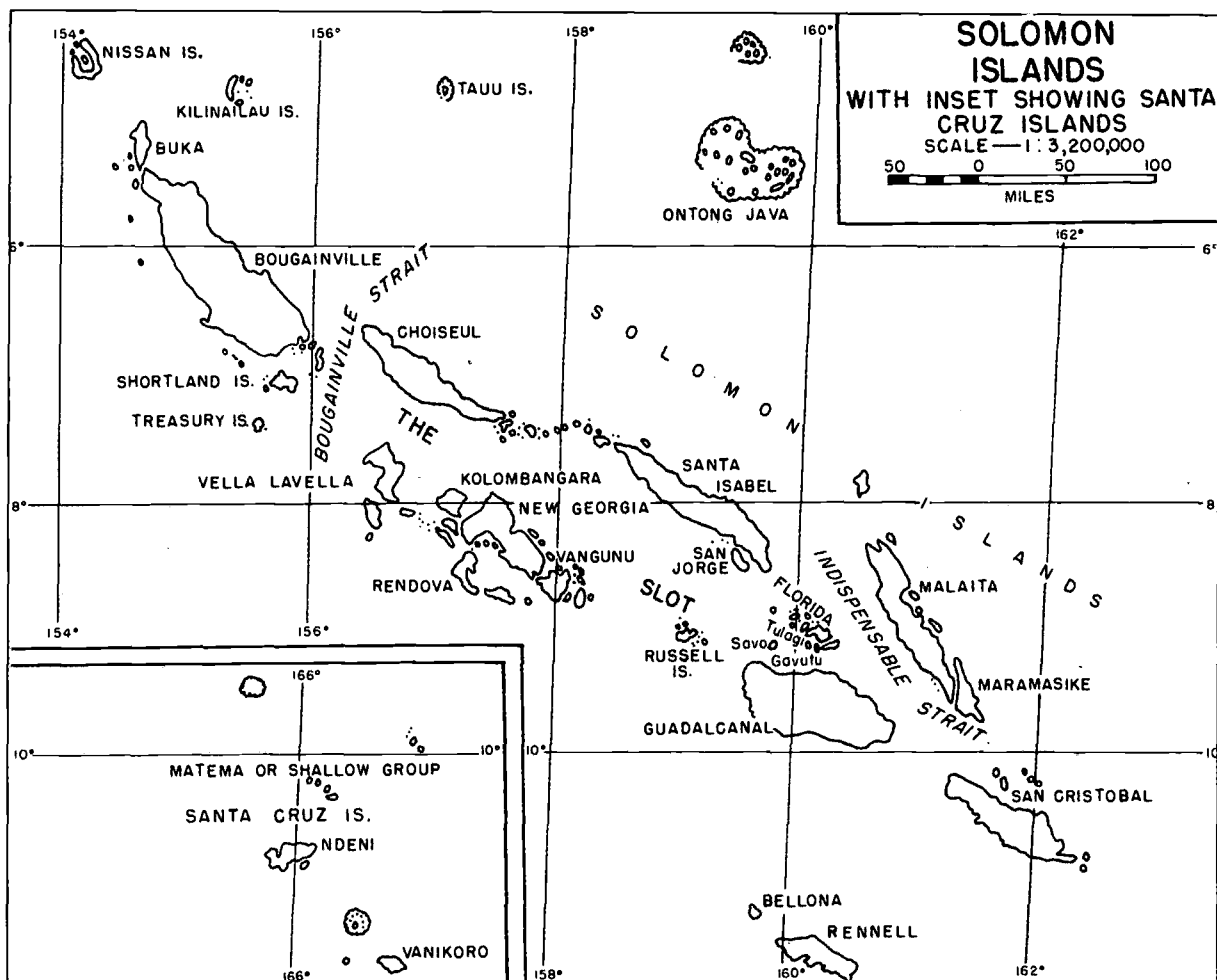 154°
156°
158°
160°
SOLOMON
ISLANDS
WITH INSET SHOWING SANTA
CRUZ ISLANDS
SCALE—1:3,200,000
50 0 50 100
MILES
NISSAN IS.
KILINAILAU IS.
TAUU IS.
BUKA
ONTONG JAVA
162°
6°
6°
BOUGAINVILLE
BOUGAINVILLE STRAIT
CHOISEUL
SOLOMON
SHORTLAND IS.
TREASURY IS.
THE
VELLA LAVELLA
KOLOMBANGARA
NEW GEORGIA
SANTA
ISABEL
8°
8
SLANDS
VANGUNU
RENDOVA
SAN
JORGE
SLOT
FLORIDA
INDISPENSABLE STRAIT
MALAITA
154°
156°
Tulagi
Savo
Gavutu
RUSSELL
IS.
MARAMASIKE
GUADALCANAL
166°
10°
10°
10°
MATEMA OR SHALLOW GROUP
SANTA CRUZ IS.
NDENI
SAN CRISTOBAL
BELLONA
RENNELL
VANIKORO
166°
158°
160°
162°